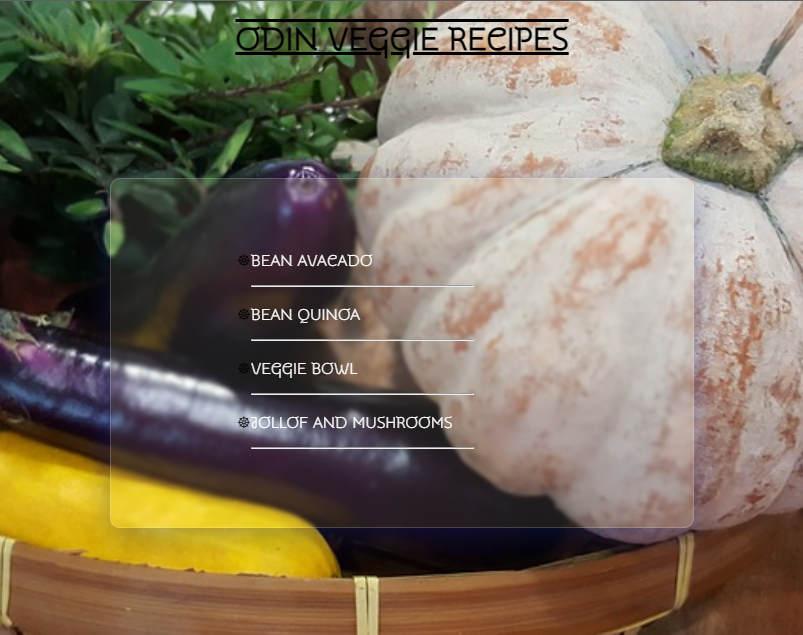 ODIN VEGGIE RECIPES
BEAN AVACADO
BEAN QUINOA
VEGGIE BOWL
JOLLOF AND MUSHROOMS